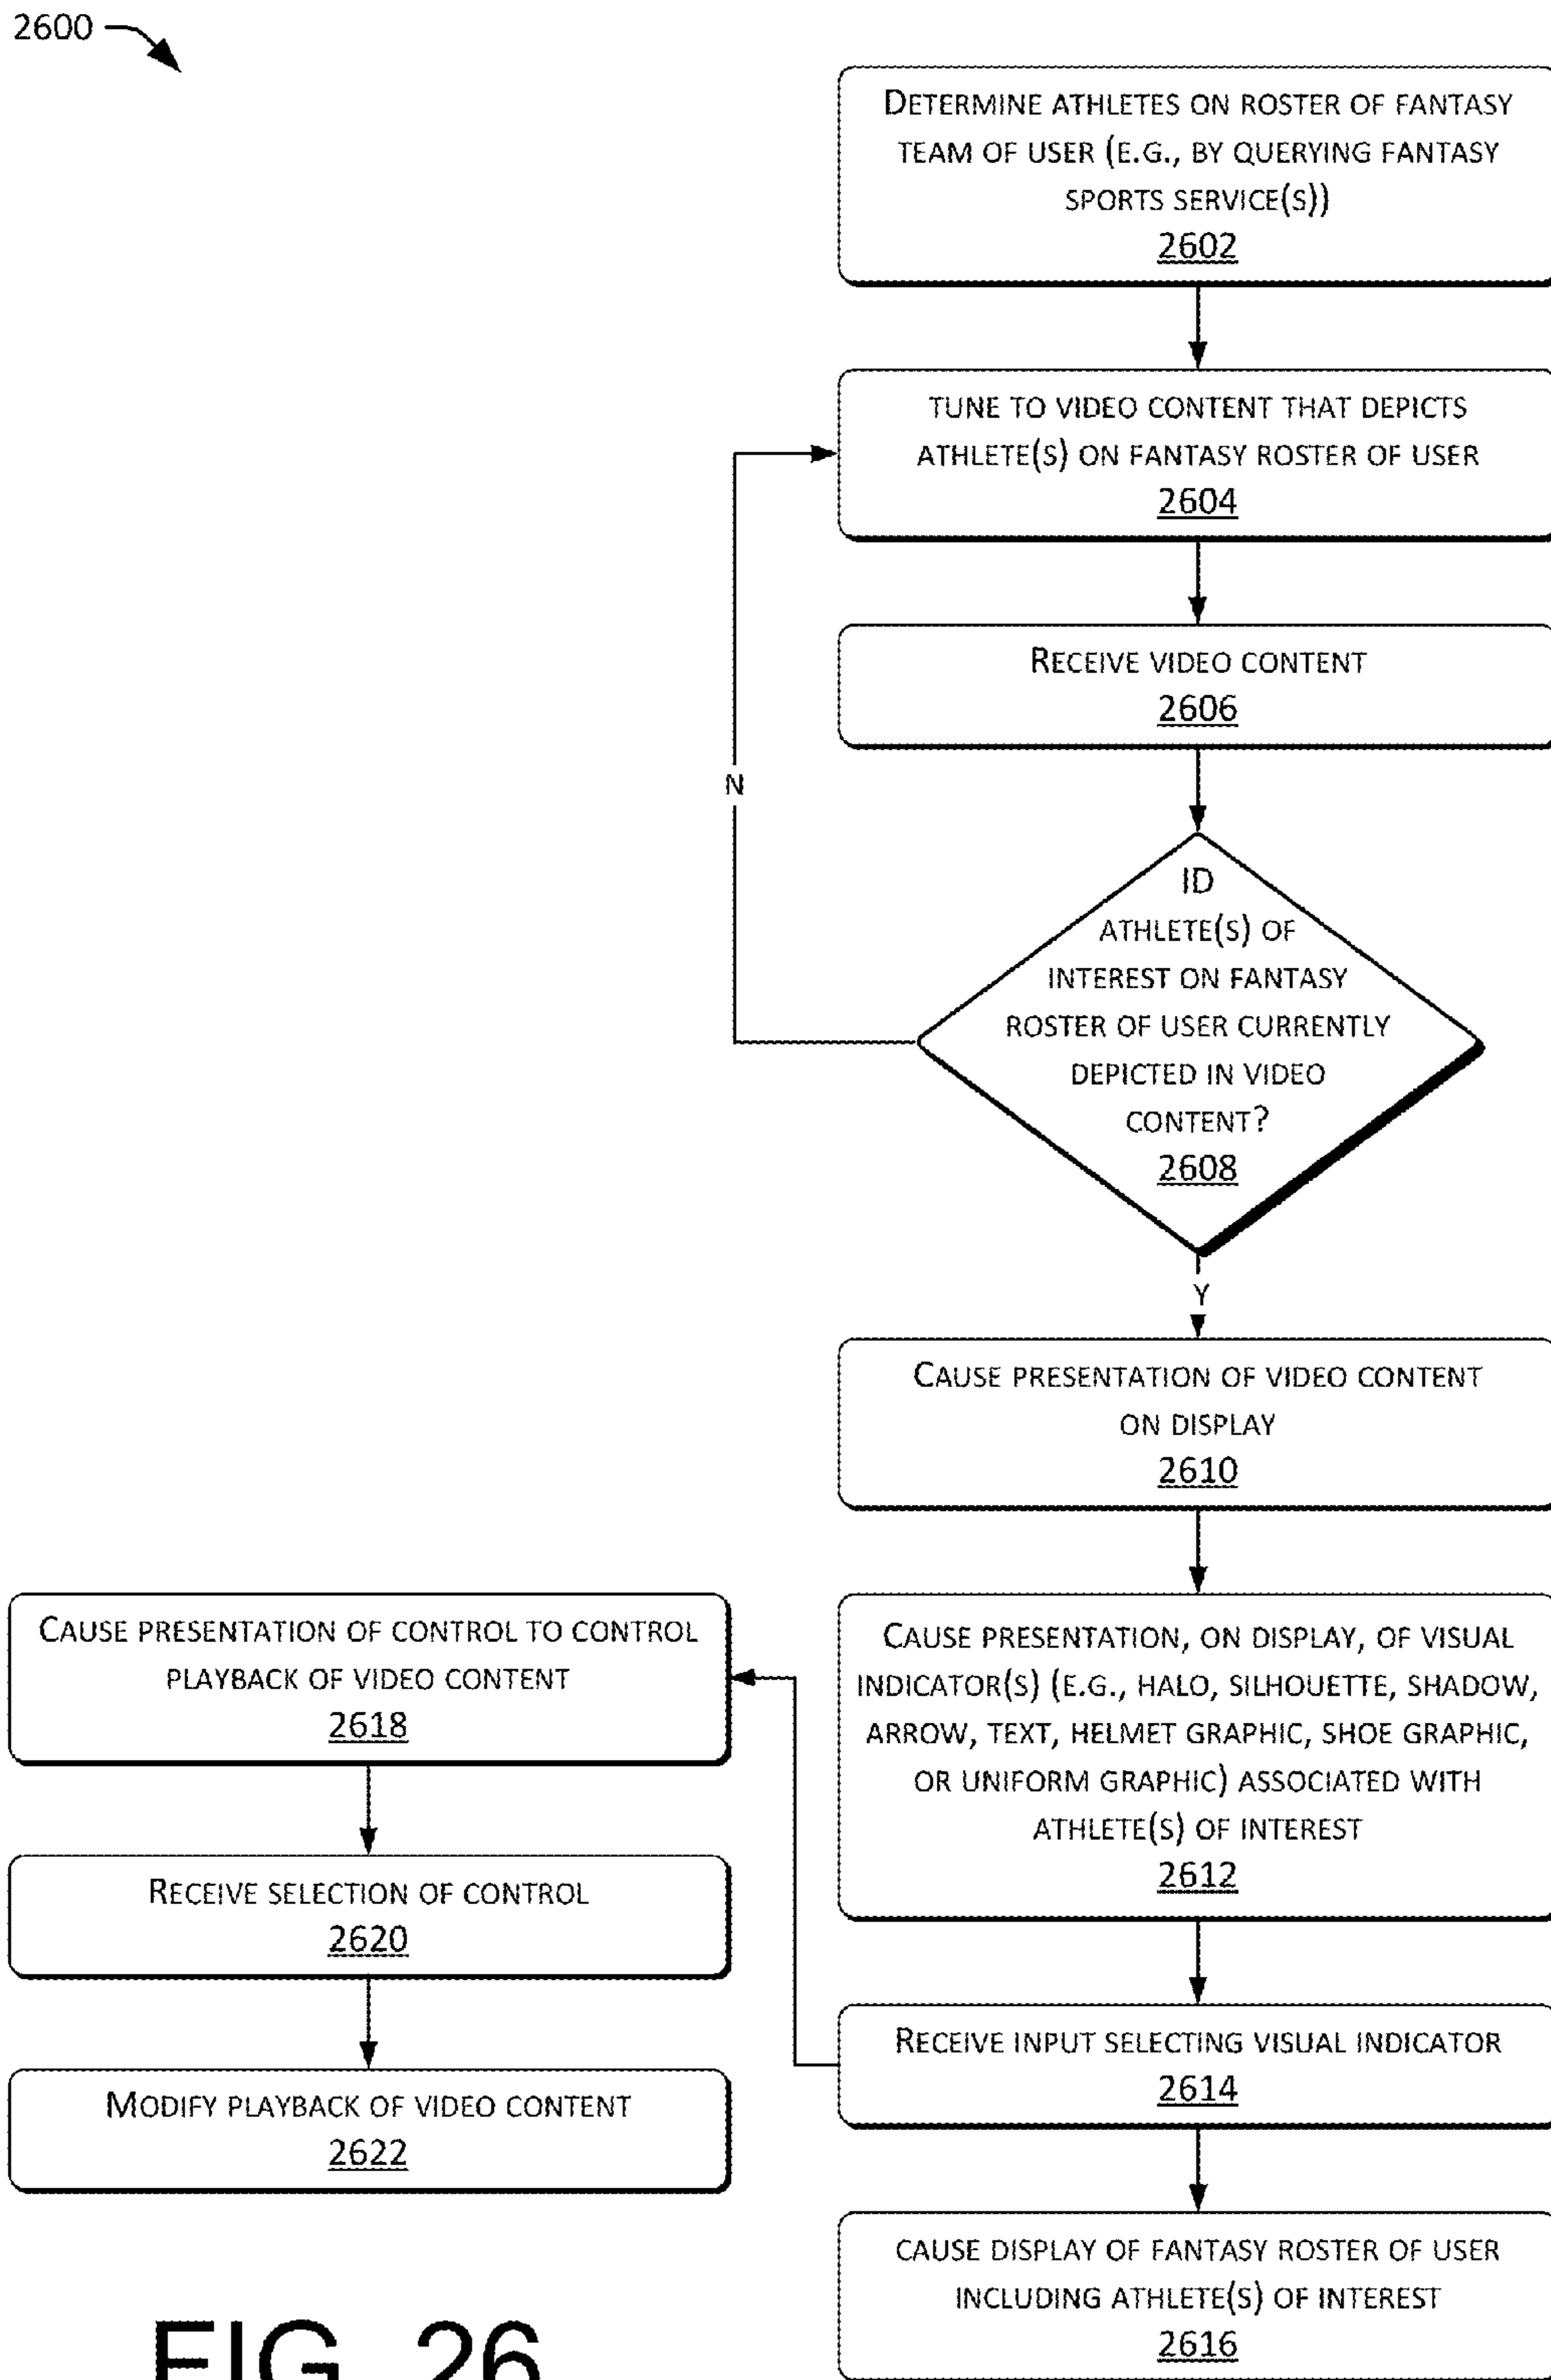 2600
DETERMINE ATHLETES ON ROSTER OF FANTASY
TEAM OF USER (E.G., BY QUERYING FANTASY
SPORTS SERVICE(S))
2602
TUNE TO VIDEO CONTENT THAT DEPICTS
ATHLETE(S) ON FANTASY ROSTER OF USER
2604
RECEIVE VIDEO CONTENT
2606
N
ID
ATHLETE(S) OF
INTEREST ON FANTASY
ROSTER OF USER CURRENTLY
DEPICTED IN VIDEO
CONTENT?
2608
Y
CAUSE PRESENTATION OF VIDEO CONTENT
ON DISPLAY
2610
CAUSE PRESENTATION, ON DISPLAY, OF VISUAL
INDICATOR(S) (E.G., HALO, SILHOUETTE, SHADOW,
ARROW, TEXT, HELMET GRAPHIC, SHOE GRAPHIC,
OR UNIFORM GRAPHIC) ASSOCIATED WITH
ATHLETE(S) OF INTEREST
2612
RECEIVE INPUT SELECTING VISUAL INDICATOR
2614
CAUSE DISPLAY OF FANTASY ROSTER OF USER
INCLUDING ATHLETE(S) OF INTEREST
2616
CAUSE PRESENTATION OF CONTROL TO CONTROL
PLAYBACK OF VIDEO CONTENT
2618
RECEIVE SELECTION OF CONTROL
2620
MODIFY PLAYBACK OF VIDEO CONTENT
2622
FIG. 26